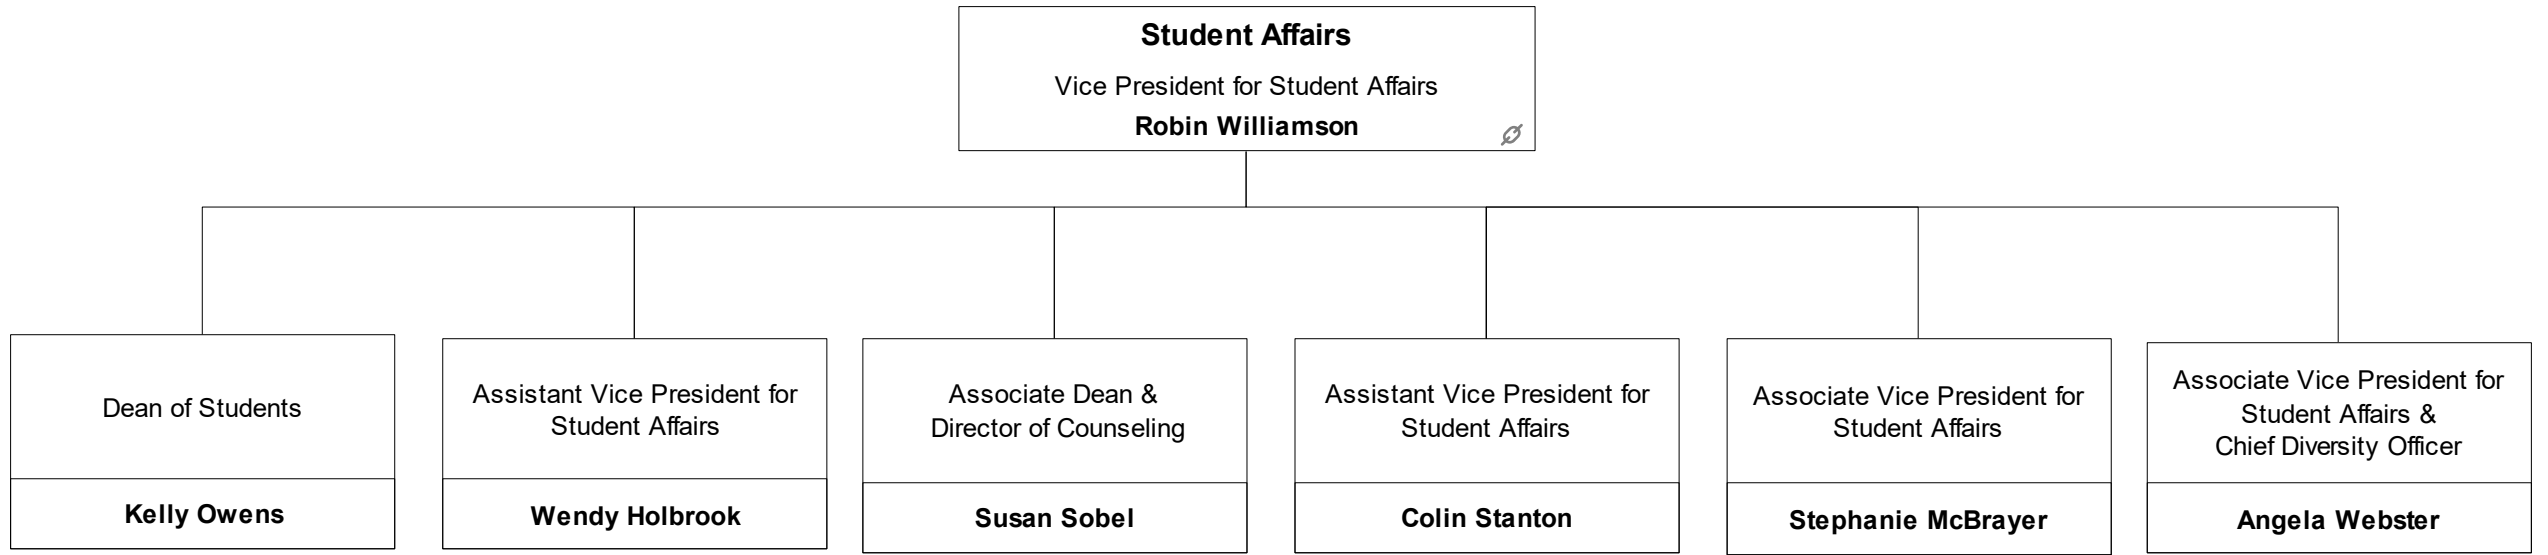 Student Affairs
Vice President for Student Affairs
Robin Williamson
Dean of Students
Kelly Owens
Assistant Vice President for
Student Affairs
Wendy Holbrook
Associate Dean &
Director of Counseling
Susan Sobel
Assistant Vice President for
Student Affairs
Colin Stanton
Associate Vice President for
Student Affairs
Stephanie McBrayer
Associate Vice President for
Student Affairs &
Chief Diversity Officer
Angela Webster